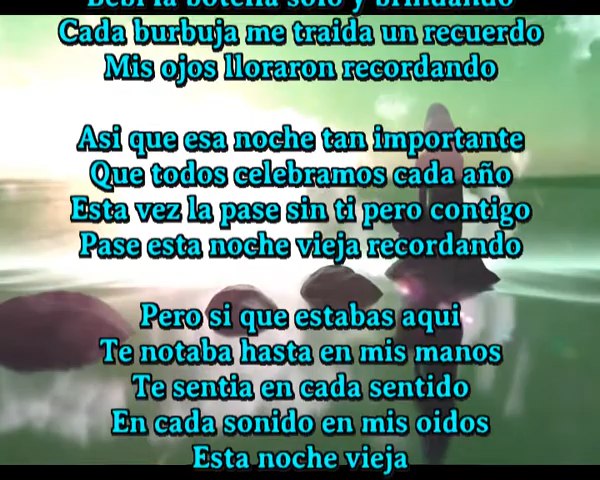 Bebi la botella solo y brindando
Cada burbuja me traida un recuerdo
Mis ojos lloraron recordando
Asi que esa noche tan importante
Que todos celebramos cada año
Esta vez la pase sin ti pero contigo
Pase esta noche vieja recordando
Pero si que estabas aqui
Te notaba hasta en mis manos
Te sentia en cada sentido
En cada sonido en mis oidos
Esta noche vieja